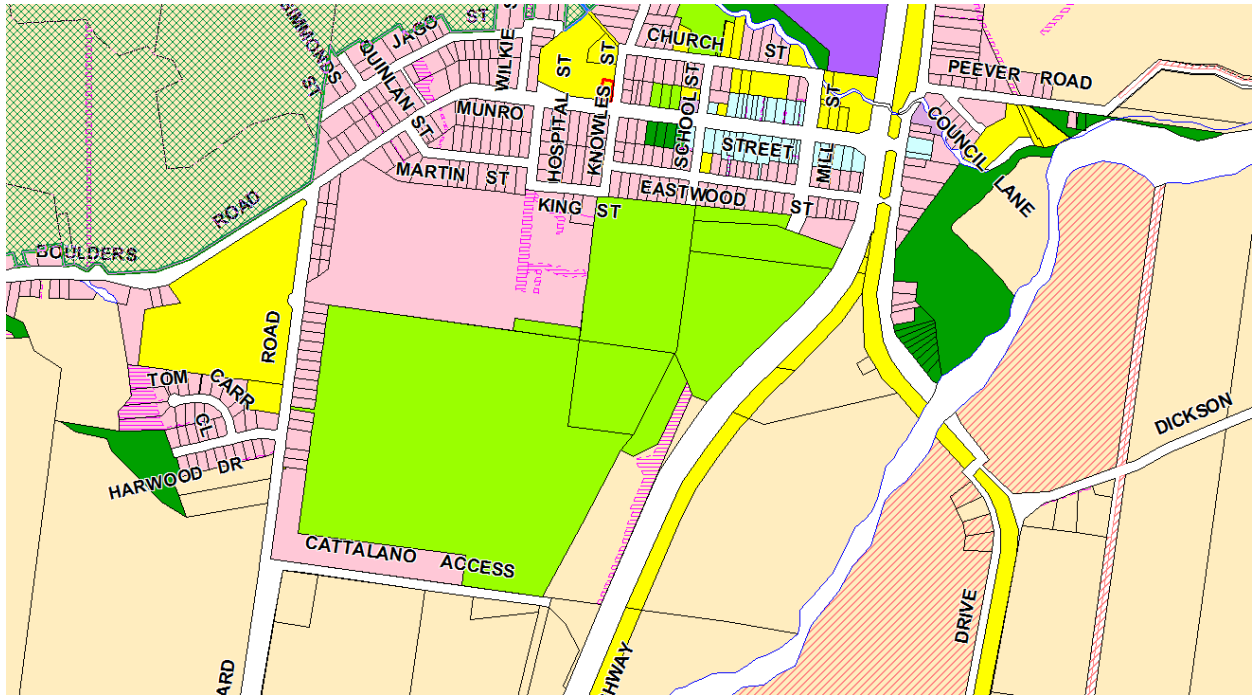 SIMMONDS ST
JAGO ST
QUINLAN ST
WILKIE S
HOSPITAL ST
KNOWLES ST
CHURCH ST
SCHOOL ST
MILL ST
PEEVER ROAD
MUNRO STREET
COUNCIL LANE
MARTIN ST
EASTWOOD ST
KING ST
BOULDERS ROAD
ROAD
TOM CARR CL
HARWOOD DR
DICKSON
CATTALANO ACCESS
DRIVE
ARD
HWAY